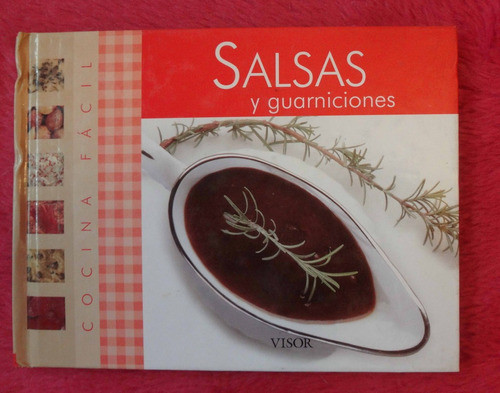 SALSAS
y guarniciones
COCINA FÁCIL
VISOR